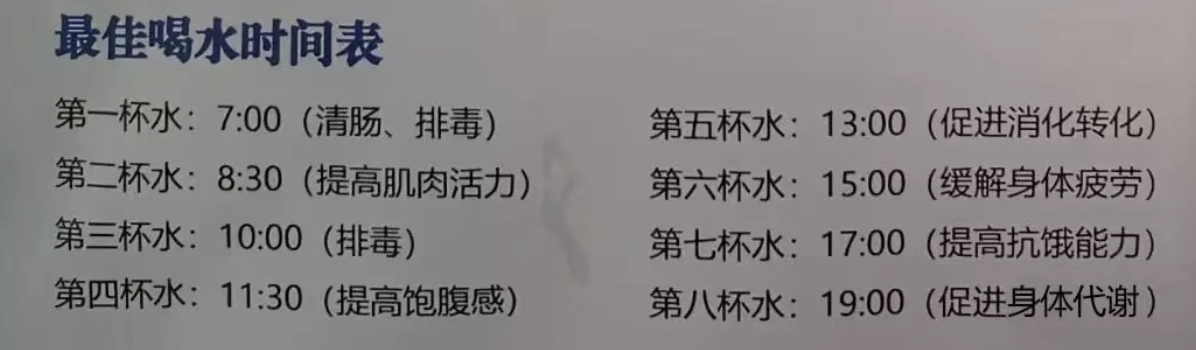 最佳喝水时间表
第一杯水：7:00（清肠、排毒）
第二杯水：8:30（提高肌肉活力）
第三杯水：10:00（排毒）
第四杯水：11:30（提高饱腹感）
第五杯水：13:00（促进消化转化）
第六杯水：15:00（缓解身体疲劳）
第七杯水：17:00（提高抗饿能力）
第八杯水：19:00（促进身体代谢）